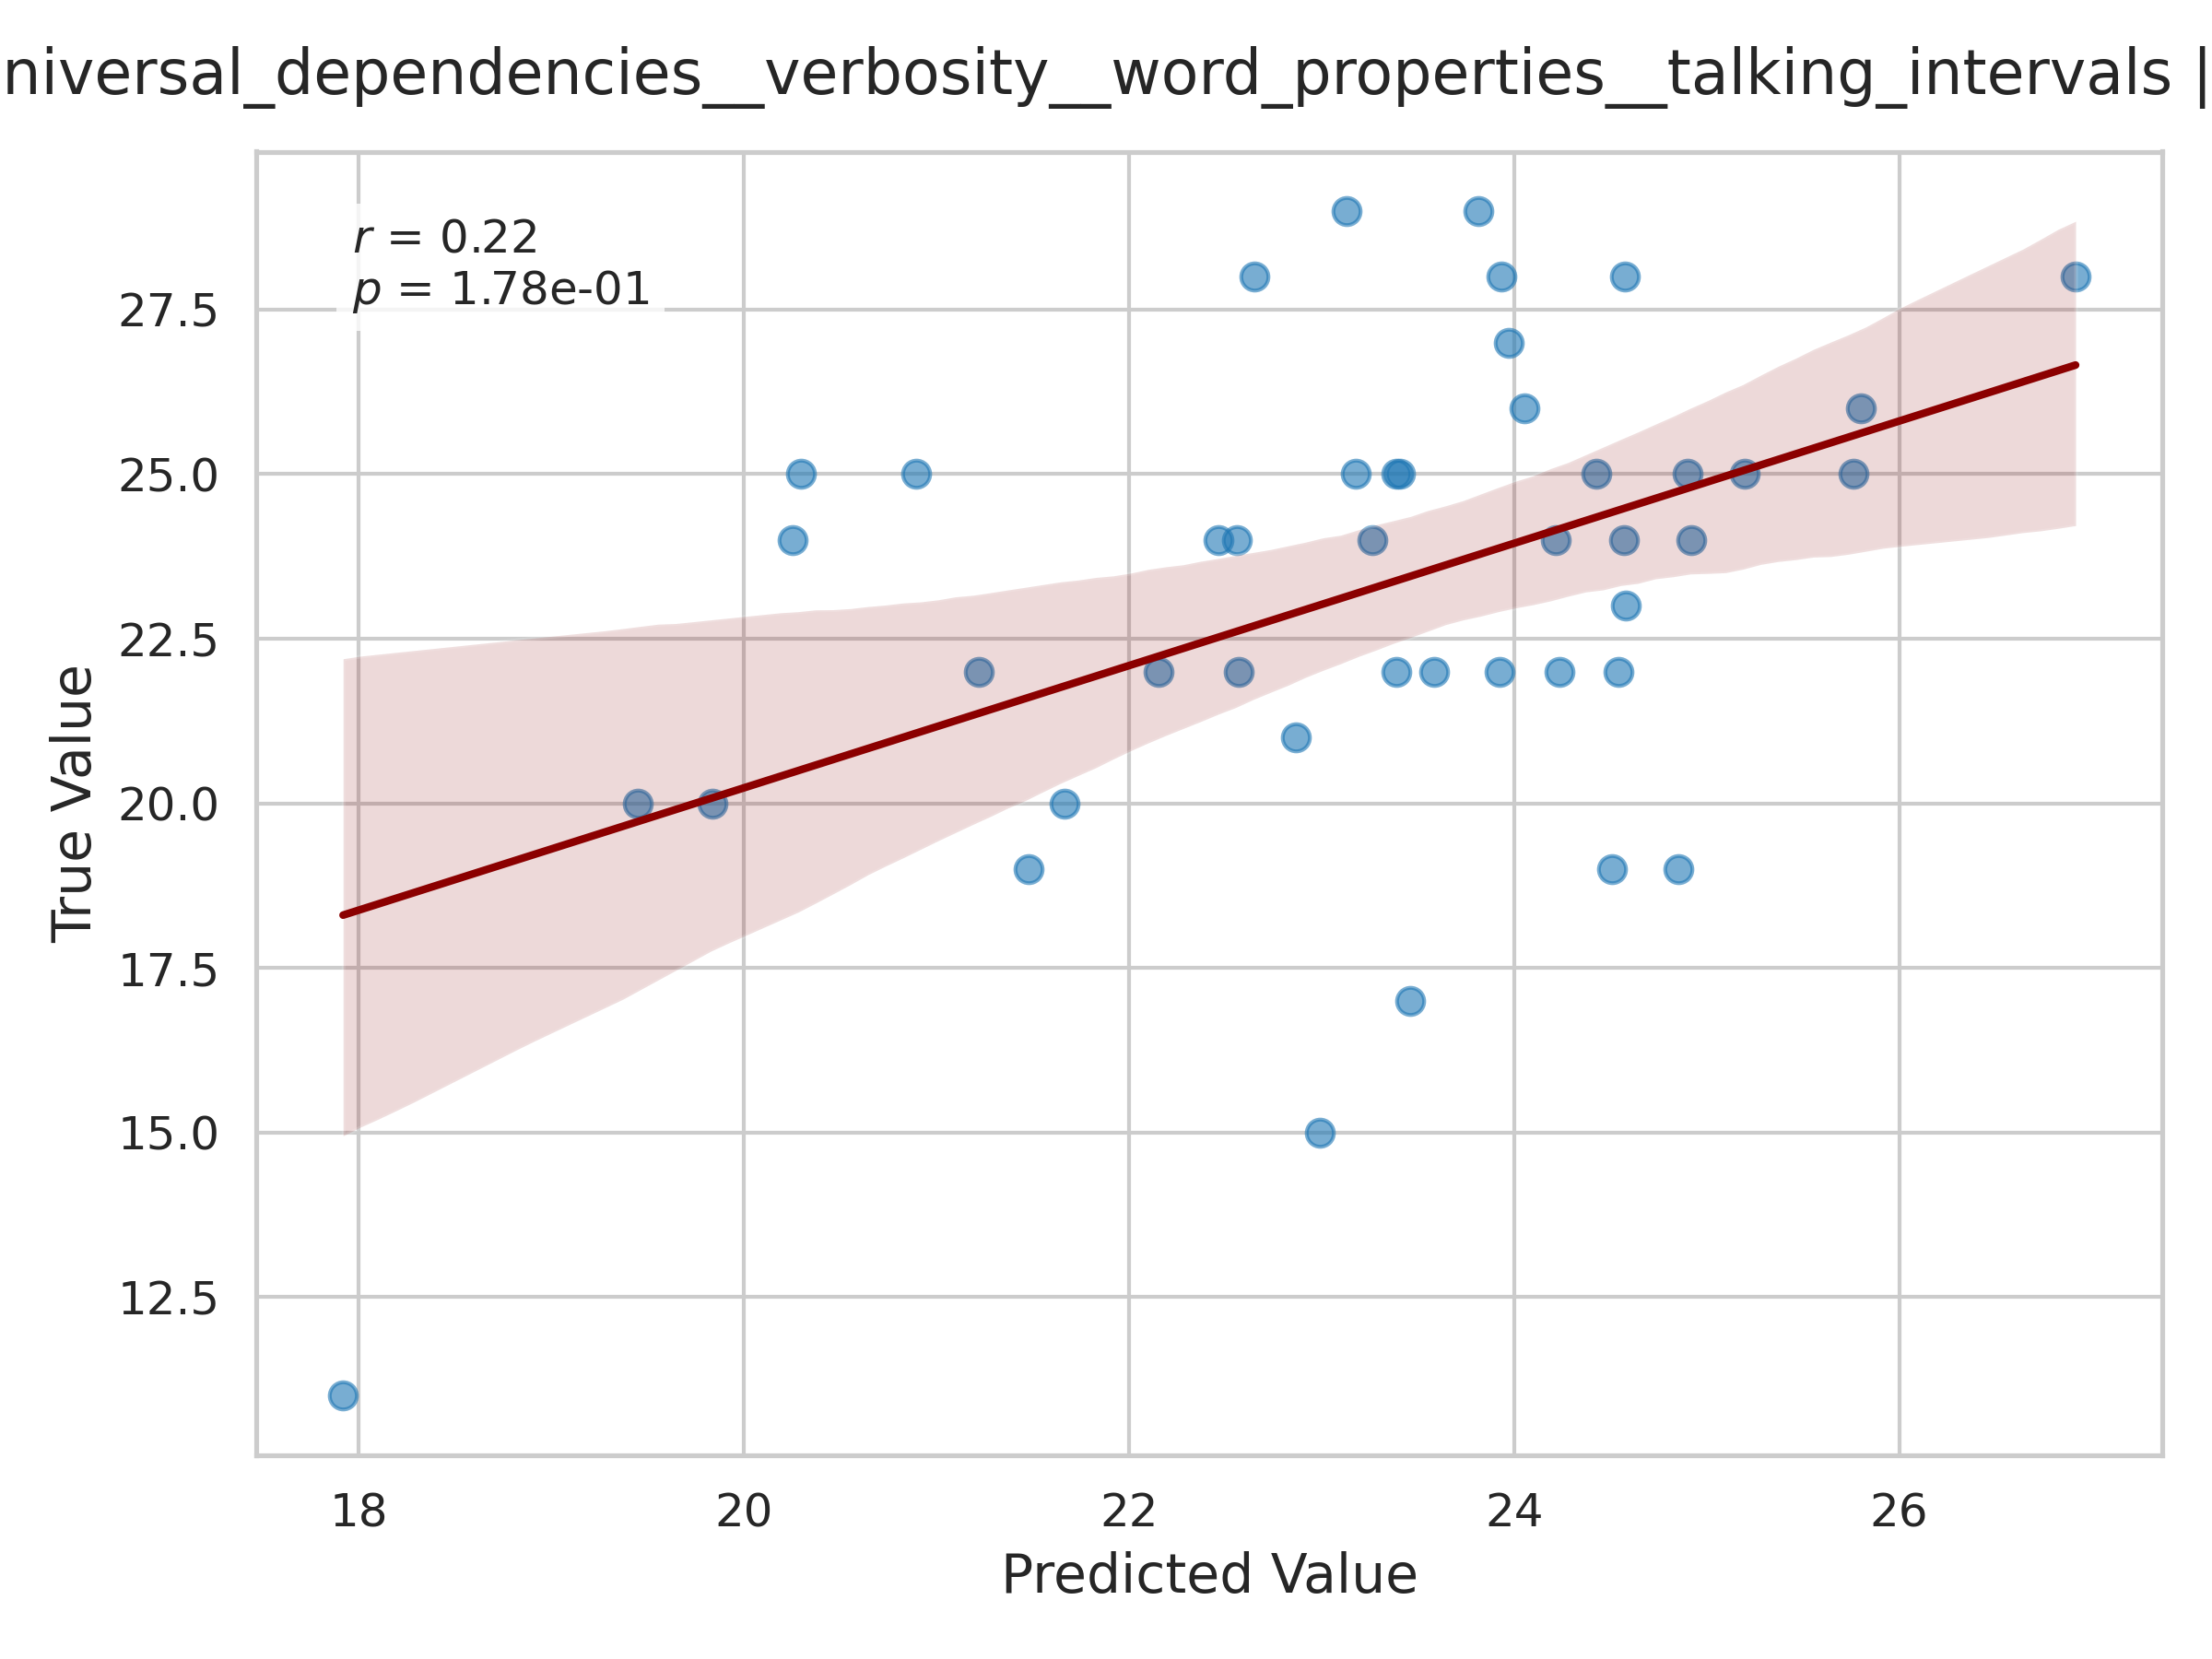 niversal_dependencies__verbosity__word_properties__talking_intervals |
r = 0.22
p = 1.78e-01
27.5
25.0
22.5
20.0
17.5
15.0
12.5
True Value
18 20 22 24 26
Predicted Value